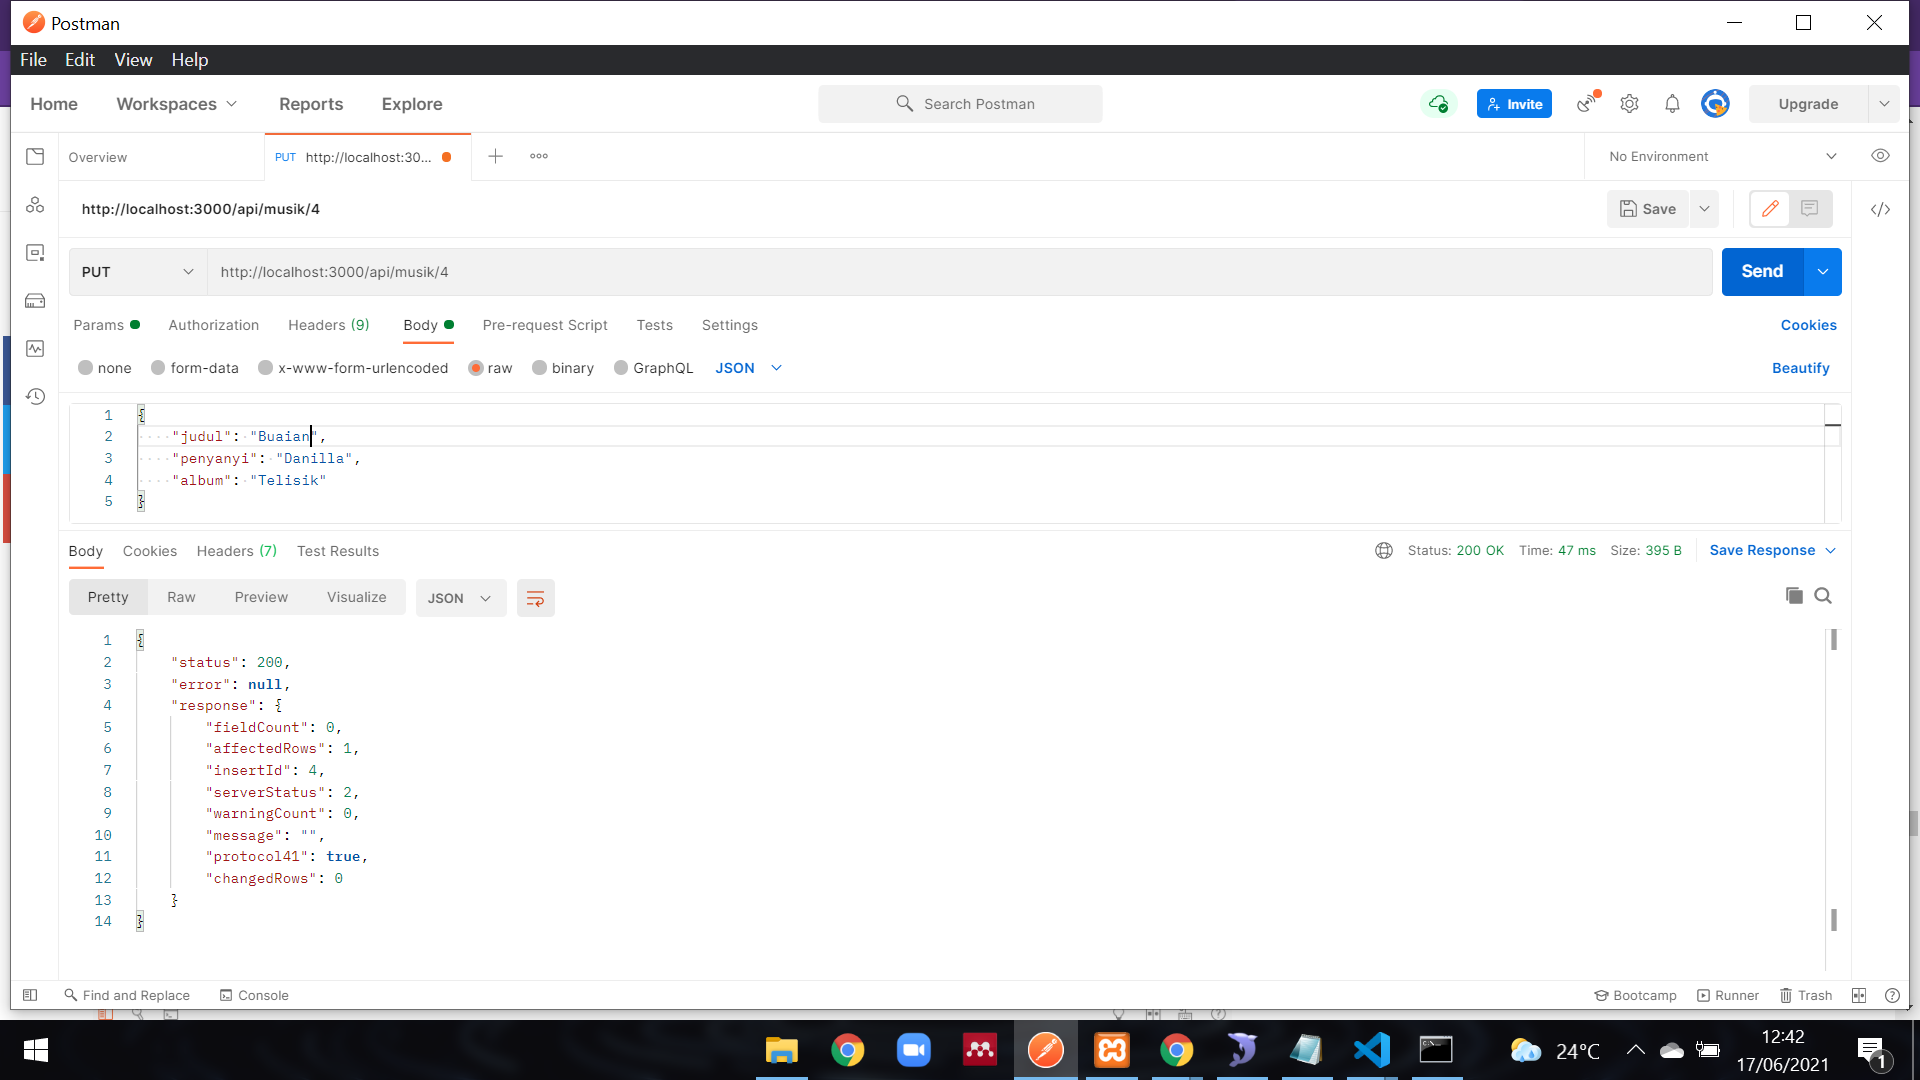 Postman
File Edit View Help
Home Workspaces Reports Explore Search Postman Invite Upgrade
Overview PUT http://localhost:30... No Environment
http://localhost:3000/api/musik/4 Save
PUT http://localhost:3000/api/musik/4 Send
Params Authorization Headers (9) Body Pre-request Script Tests Settings Cookies
none form-data x-www-form-urlencoded raw binary GraphQL JSON Beautify
1 {
2 "judul": "Buaian",
3 "penyanyi": "Danilla",
4 "album": "Telisik"
5 }
Body Cookies Headers (7) Test Results Status: 200 OK Time: 47 ms Size: 395 B Save Response
Pretty Raw Preview Visualize JSON
1 {
2 "status": 200,
3 "error": null,
4 "response": {
5 "fieldCount": 0,
6 "affectedRows": 1,
7 "insertId": 4,
8 "serverStatus": 2,
9 "warningCount": 0,
10 "message": "",
11 "protocol41": true,
12 "changedRows": 0
13 }
14 }
Find and Replace Console Bootcamp Runner Trash
24°C 12:42
17/06/2021 1